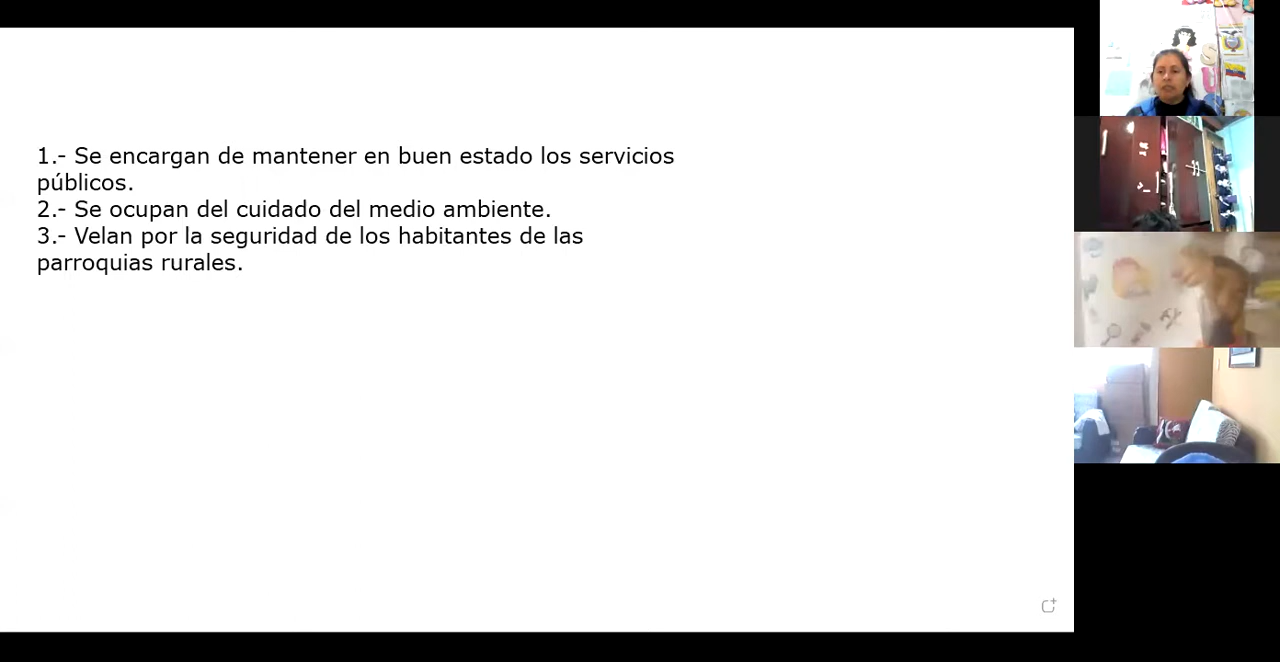 1.- Se encargan de mantener en buen estado los servicios
públicos.
2.- Se ocupan del cuidado del medio ambiente.
3.- Velan por la seguridad de los habitantes de las
parroquias rurales.